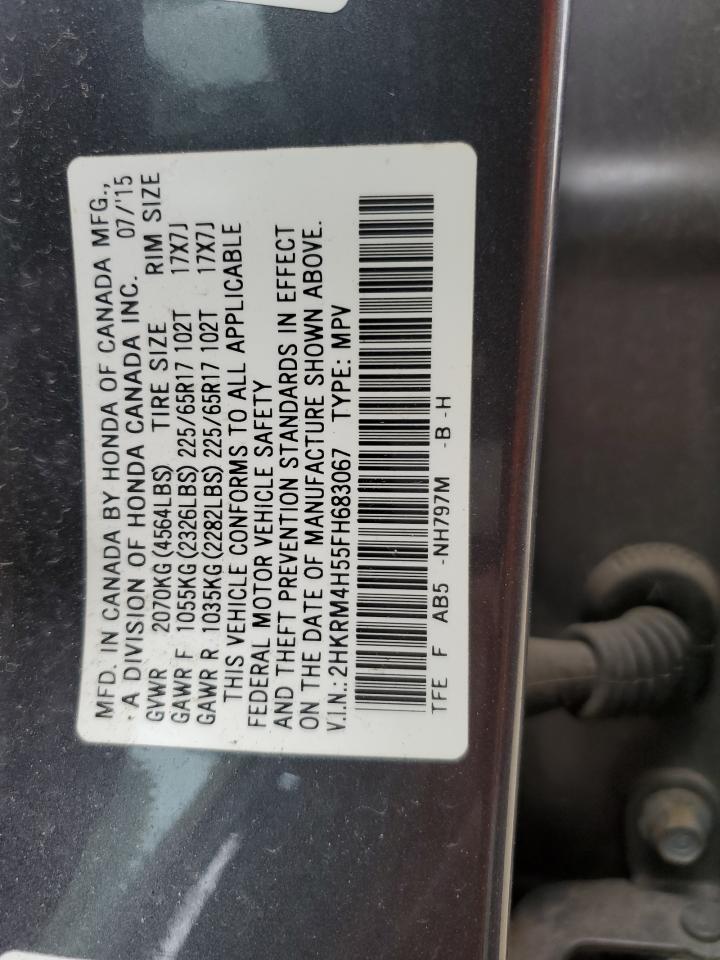 MFD. IN CANADA BY HONDA OF CANADA MFG.,
A DIVISION OF HONDA CANADA INC. 07/'15
GVWR 2070KG(4564LBS) TIRE SIZE RIM SIZE
GAWR F 1055KG(2326LBS) 225/65R17 102T 17X7J
GAWR R 1035KG(2282LBS) 225/65R17 102T 17X7J
THIS VEHICLE CONFORMS TO ALL APPLICABLE
FEDERAL MOTOR VEHICLE SAFETY
AND THEFT PREVENTION STANDARDS IN EFFECT
ON THE DATE OF MANUFACTURE SHOWN ABOVE.
V.I.N.: 2HKRM4H55FH683067 TYPE: MPV
TFE F AB5 -NH797M -B -H